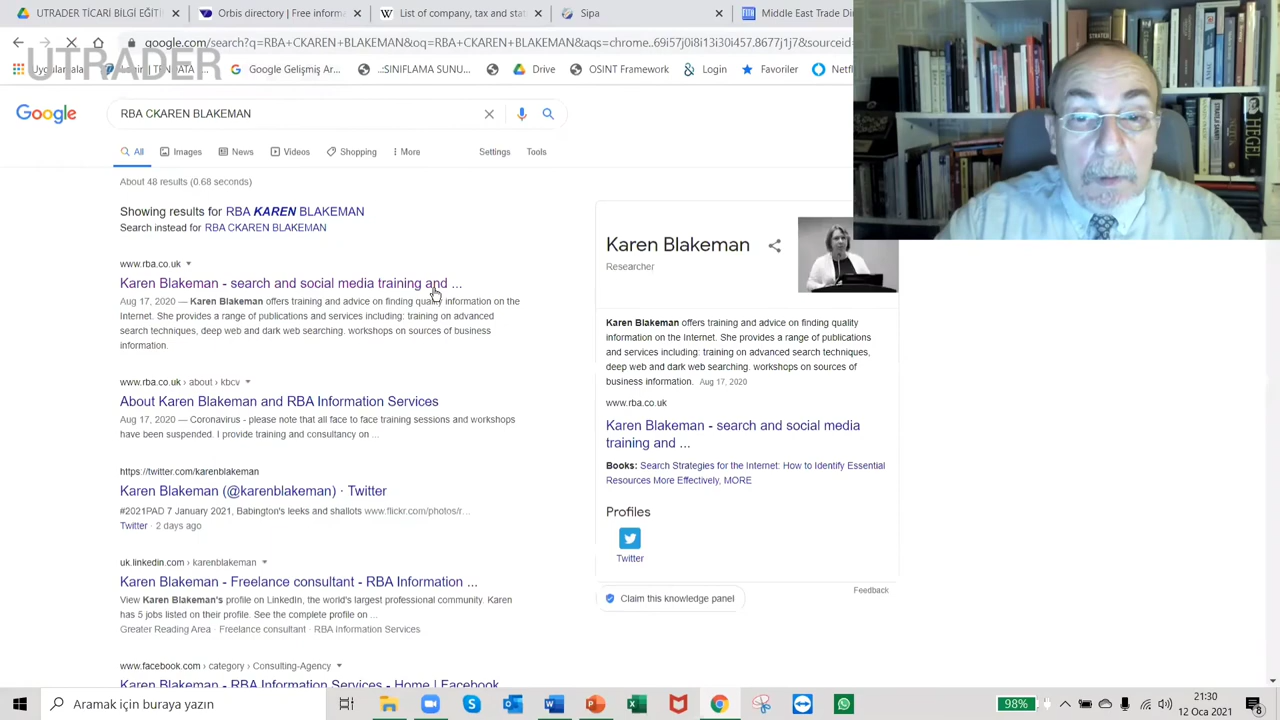 ÜCRETSİZ TARİH BİLGİ EĞİT
Orbis | Free informat
List of company, tax and stat
Sipa
Middle East Trade Da
google.com/search?q=RBA+CKAREN+BLAKEMAN&oq=RBA+CKAREN+BLAKEMAN&aqs=chrome..69i57j0i8i13i30i457.8677j1j7&sourceid=
UTRADER
Google Gelişmiş Ar...
...SINIFLAMA SUNU...
Drive
OSINT Framework
Login
Favoriler
Netfl
Google
RBA CKAREN BLAKEMAN
All
Images
News
Videos
Shopping
More
Settings
Tools
About 48 results (0.68 seconds)
Showing results for RBA KAREN BLAKEMAN
Search instead for RBA CKAREN BLAKEMAN
www.rba.co.uk
Karen Blakeman - search and social media training and ...
Aug 17, 2020 — Karen Blakeman offers training and advice on finding quality information on the
Internet. She provides a range of publications and services including: training on advanced
search techniques, deep web and dark web searching. workshops on sources of business
information.
www.rba.co.uk › about › kbcv
About Karen Blakeman and RBA Information Services
Aug 17, 2020 — Coronavirus - please note that all face to face training sessions and workshops
have been suspended. I provide training and consultancy on ...
https://twitter.com/karenblakeman
Karen Blakeman (@karenblakeman) · Twitter
#2021PAD 7 January 2021, Babington's leeks and shallots www.flickr.com/photos/r...
Twitter · 2 days ago
uk.linkedin.com › karenblakeman
Karen Blakeman - Freelance consultant - RBA Information ...
View Karen Blakeman's profile on LinkedIn, the world's largest professional community. Karen
has 5 jobs listed on their profile. See the complete profile on ...
Greater Reading Area · Freelance consultant · RBA Information Services
www.facebook.com › category › Consulting-Agency
Karen Blakeman - RBA Information Services - Home | Facebook
Karen Blakeman
Researcher
Karen Blakeman offers training and advice on finding quality
information on the Internet. She provides a range of publications
and services including: training on advanced search techniques,
deep web and dark web searching. workshops on sources of
business information. Aug 17, 2020
www.rba.co.uk
Karen Blakeman - search and social media
training and ...
Books: Search Strategies for the Internet: How to Identify Essential
Resources More Effectively, MORE
Profiles
Twitter
Feedback
Claim this knowledge panel
HEGEL
Aramak için buraya yazın
98%
21:30
12 Oca 2021
8